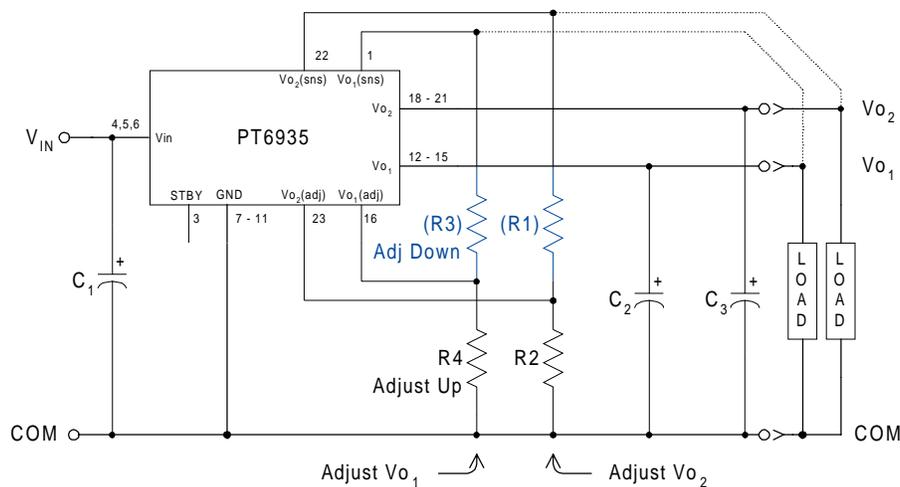 22
1
Vo2(sns)
Vo1(sns)
18 - 21
Vo2
Vo2
4,5,6
VIN
Vin
PT6935
12 - 15
Vo1
Vo1
STBY
GND
Vo2(adj)
Vo1(adj)
3
7 - 11
23
16
(R3)
(R1)
Adj Down
LOAD
LOAD
+
C1
+
C2
+
C3
R4
R2
Adjust Up
COM
COM
Adjust Vo1
Adjust Vo2